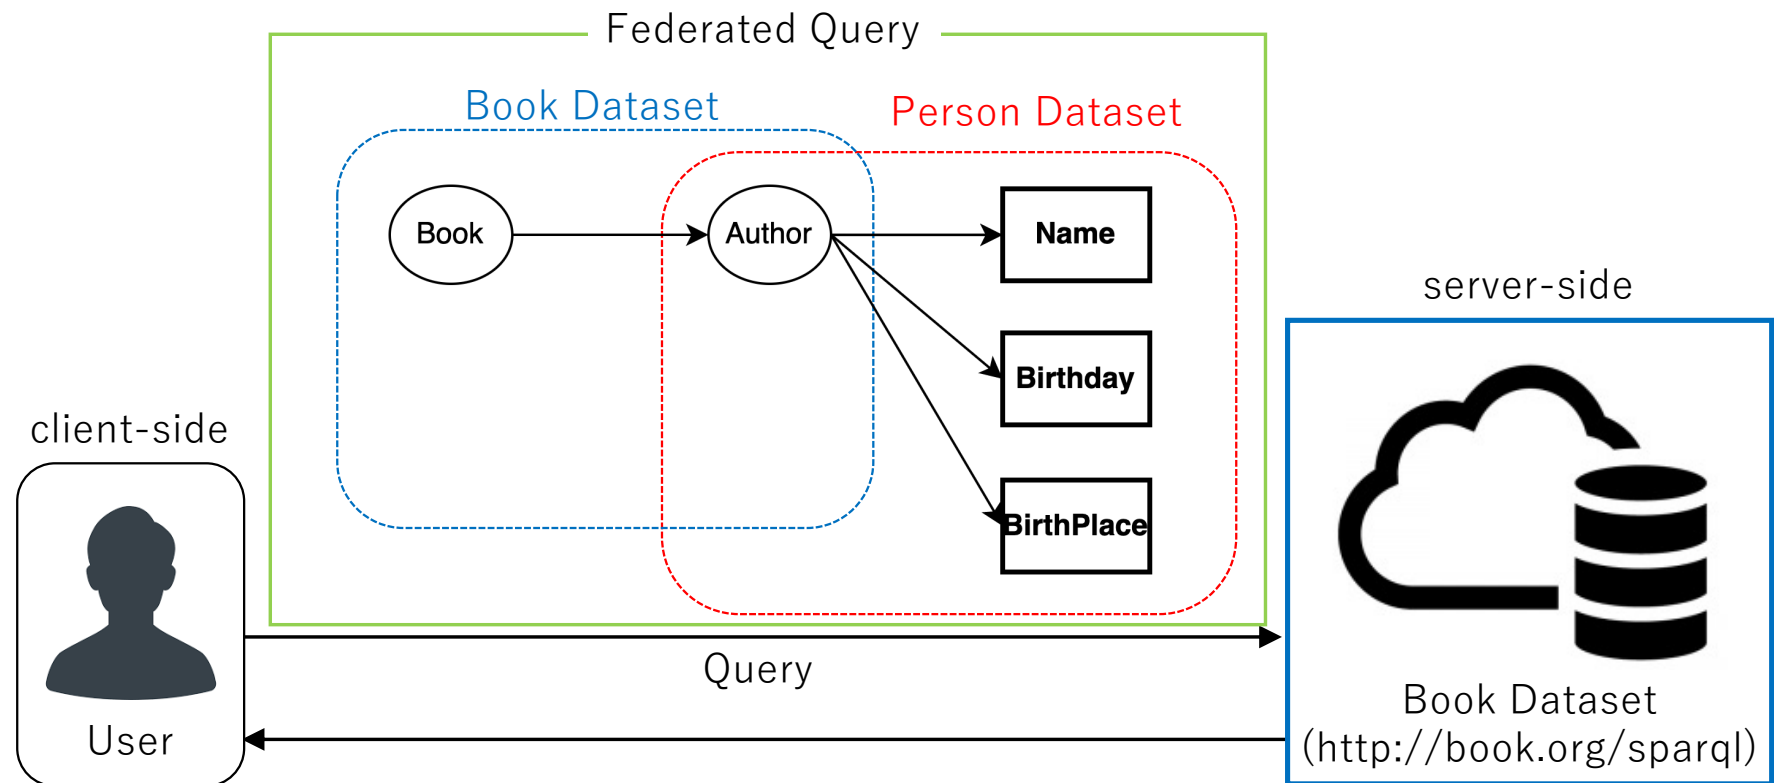 Federated Query
Book Dataset
Person Dataset
Book
Author
Name
Birthday
BirthPlace
client-side
User
Query
server-side
Book Dataset
(http://book.org/sparql)